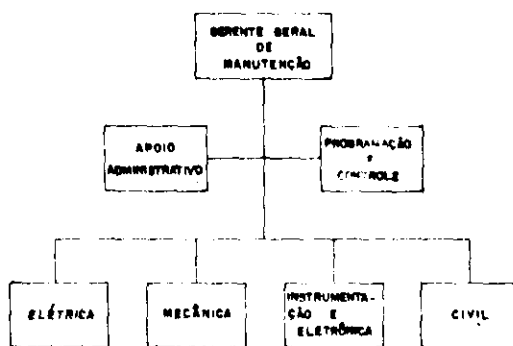 GERENTE GERAL
DE
MANUTENÇÃO
APOIO
ADMINISTRATIVO
PROGRAMAÇÃO
E
CONTROLE
ELÉTRICA
MECÂNICA
INSTRUMENTA-
ÇÃO E
ELETRÔNICA
CIVIL